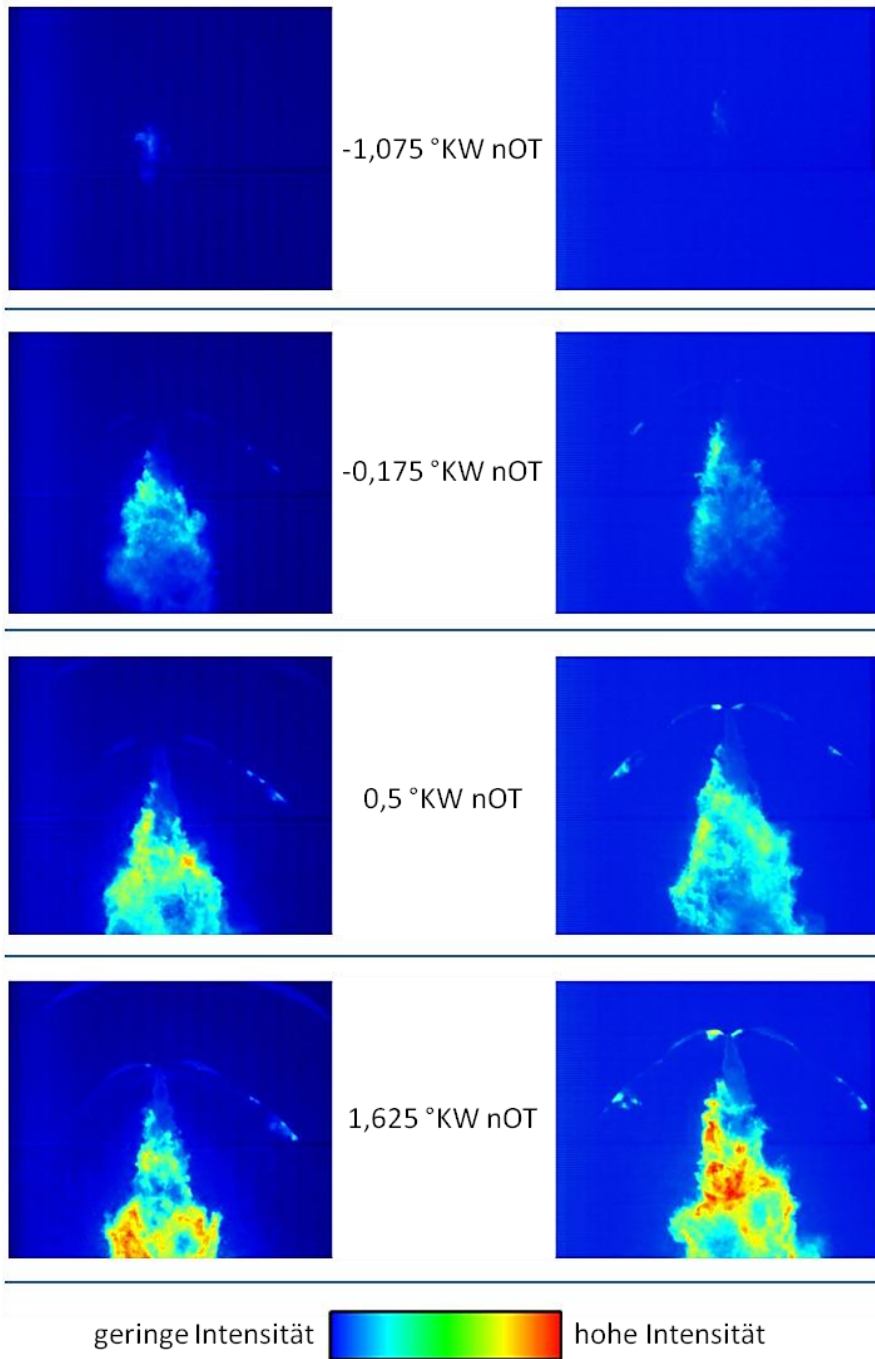 -1,075 °KW nOT
-0,175 °KW nOT
0,5 °KW nOT
1,625 °KW nOT
geringe Intensität
hohe Intensität